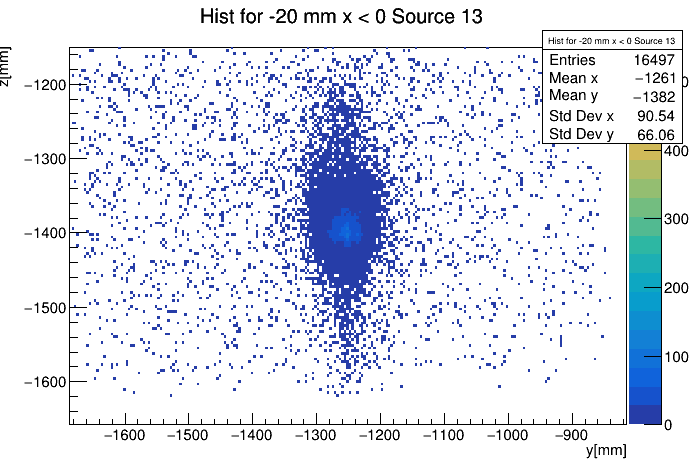 Hist for -20 mm x < 0 Source 13
z[mm]
Hist for -20 mm x < 0 Source 13
Entries 16497
Mean x −1261
Mean y −1382
Std Dev x 90.54
Std Dev y 66.06
−1200
−1300
−1400
−1500
−1600
400
300
200
100
0
−1600 −1500 −1400 −1300 −1200 −1100 −1000 −900
y[mm]